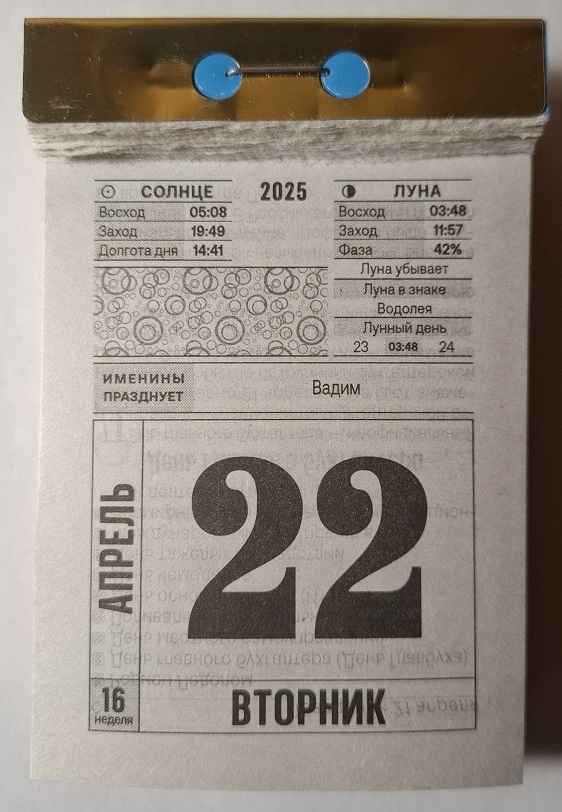 СОЛНЦЕ
Восход 05:08
Заход 19:49
Долгота дня 14:41
2025
ЛУНА
Восход 03:48
Заход 11:57
Фаза 42%
Луна убывает
Луна в знаке
Водолея
Лунный день
23 03:48 24
ИМЕНИНЫ
ПРАЗДНУЕТ
Вадим
АПРЕЛЬ
22
16
неделя
ВТОРНИК